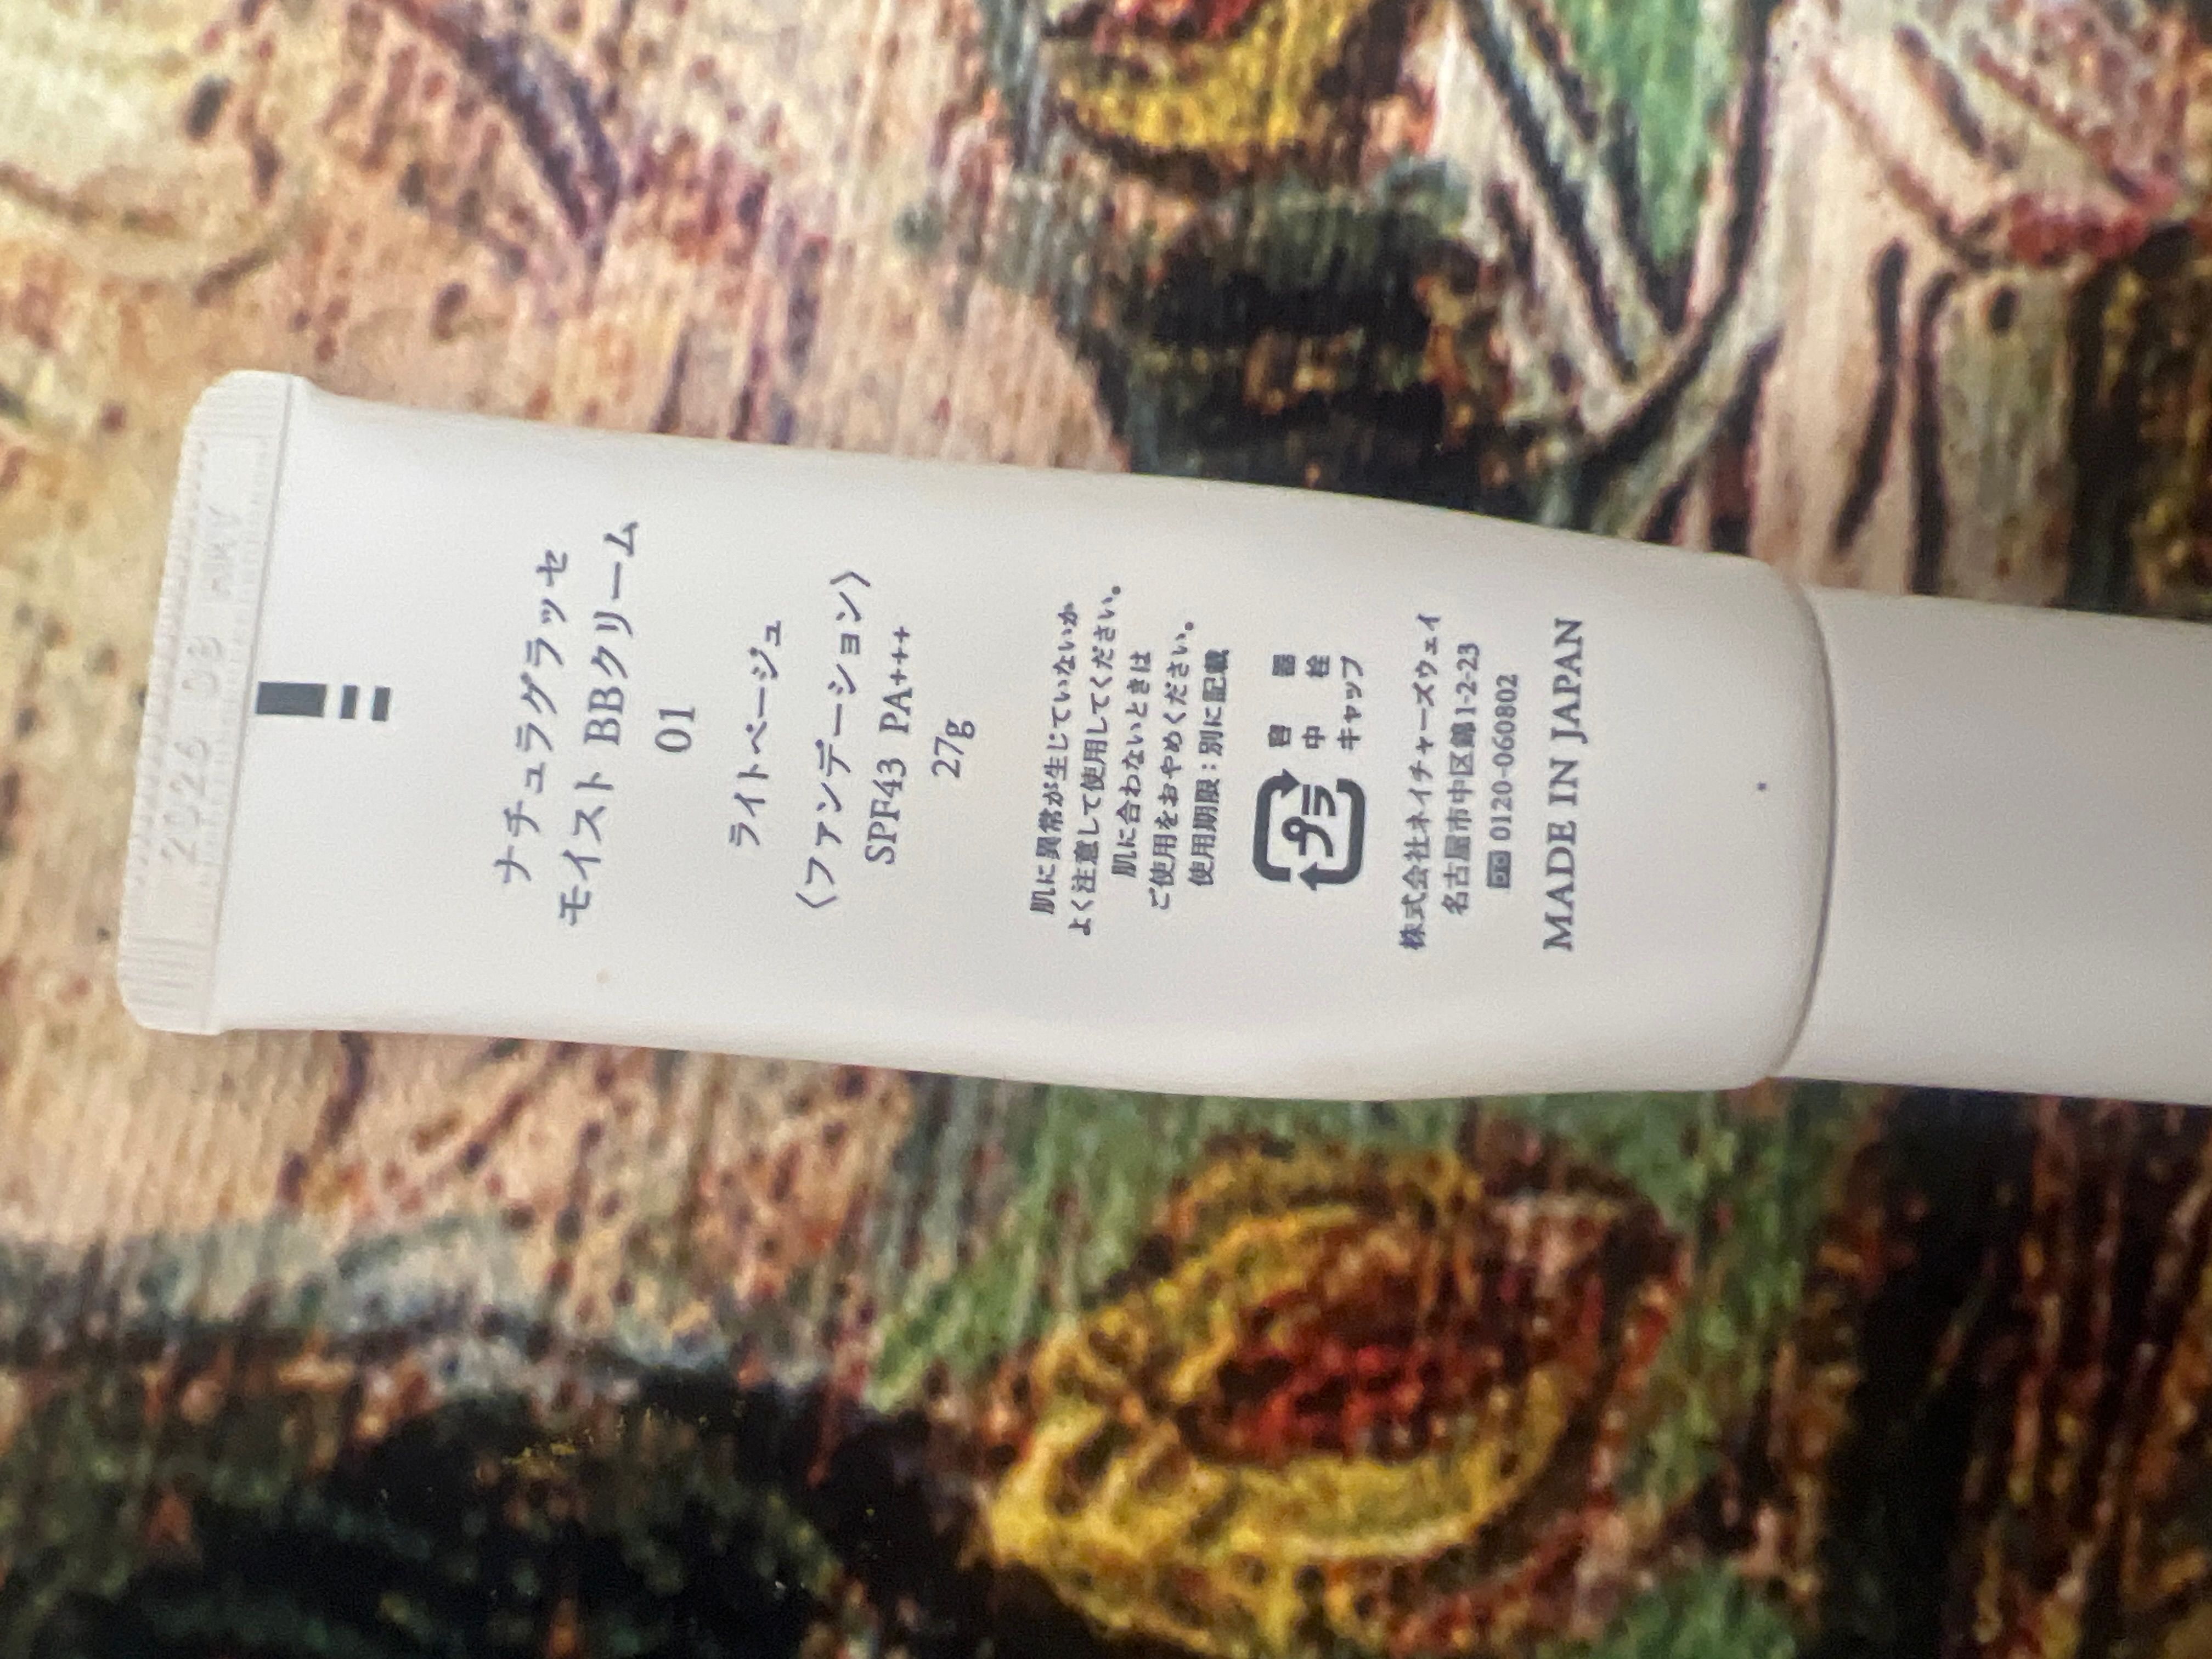 2026 08
ナチュラグラッセ
モイスト BBクリーム
01
ライトベージュ
〈ファンデーション〉
SPF43 PA+++
27g
肌に異常が生じていないか
よく注意して使用してください。
肌に合わないときは
ご使用をおやめください。
使用期限：別に記載
プラ
容器
中栓
キャップ
株式会社ネイチャーズウェイ
名古屋市中区錦1-2-23
0120-060802
MADE IN JAPAN